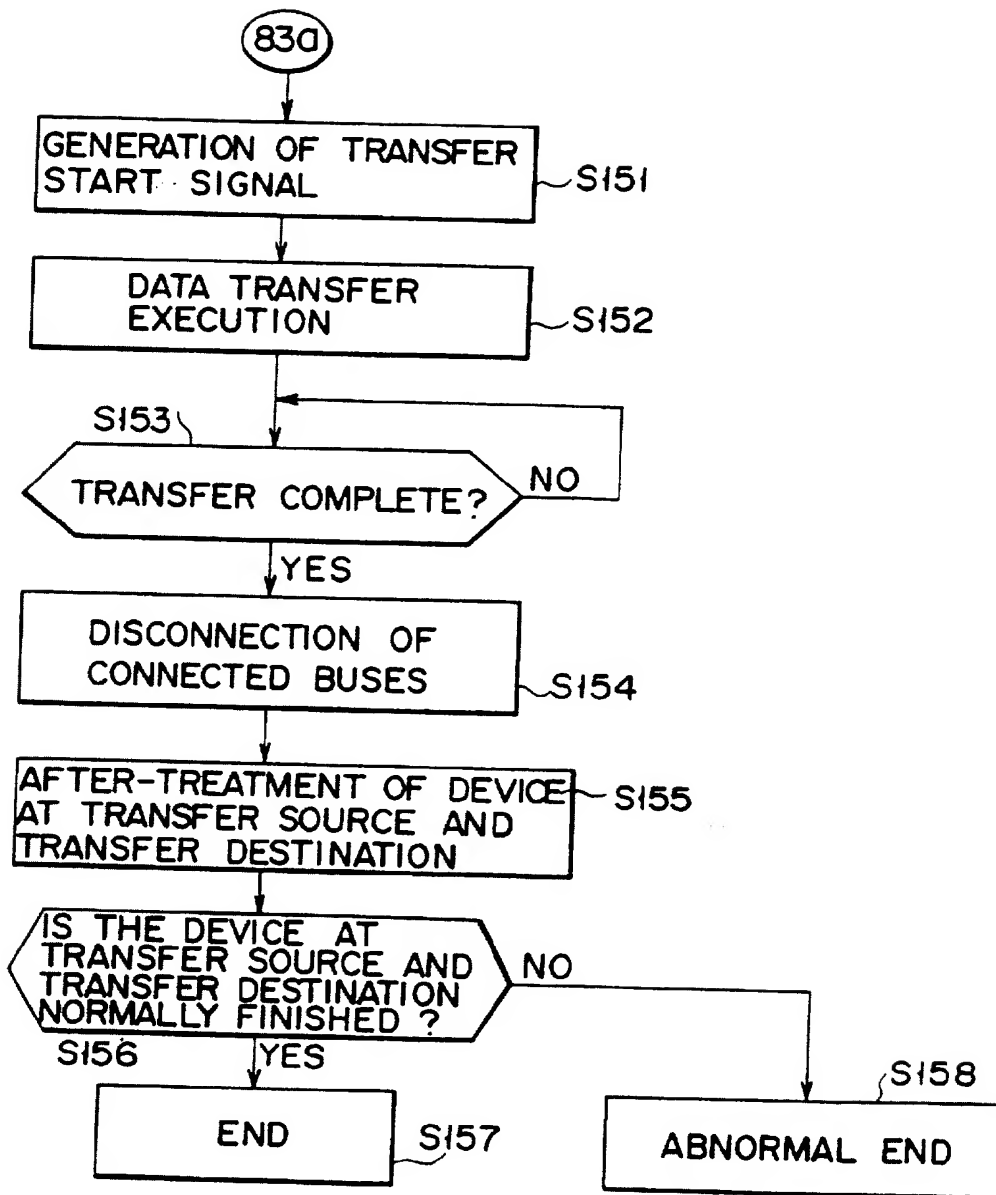 83a
GENERATION OF TRANSFER
START SIGNAL
S151
DATA TRANSFER
EXECUTION
S152
S153
TRANSFER COMPLETE?
NO
YES
DISCONNECTION OF
CONNECTED BUSES
S154
AFTER-TREATMENT OF DEVICE
AT TRANSFER SOURCE AND
TRANSFER DESTINATION
S155
IS THE DEVICE AT
TRANSFER SOURCE AND
TRANSFER DESTINATION
NORMALLY FINISHED ?
NO
S156
YES
END
S157
S158
ABNORMAL END